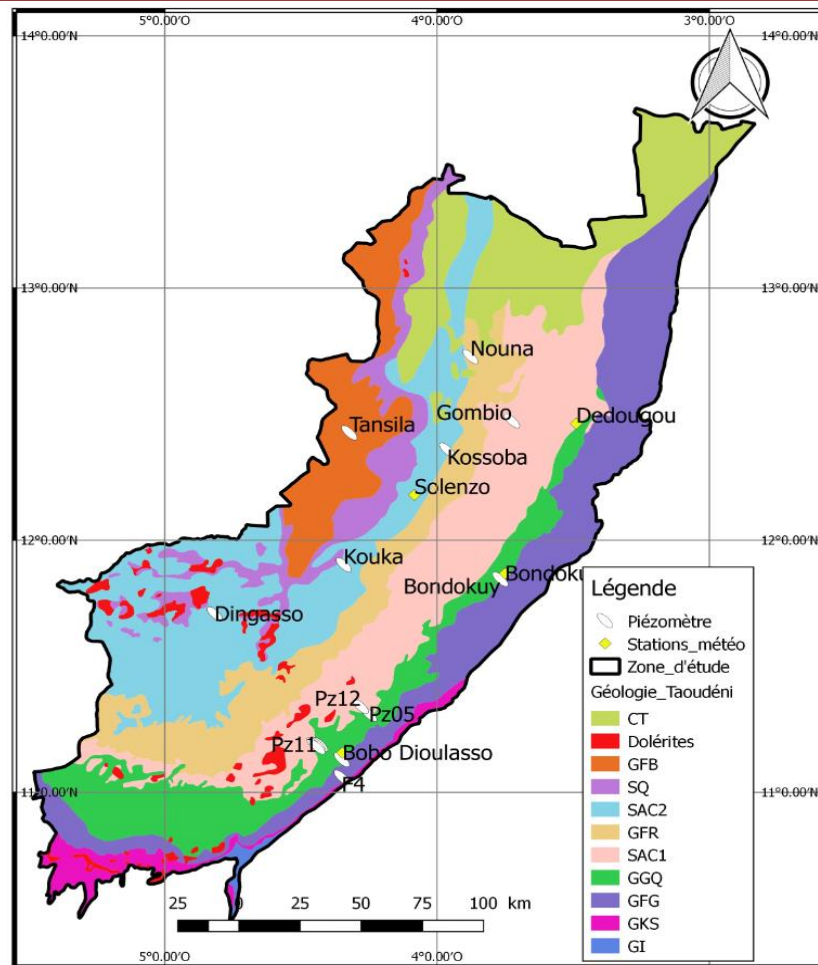 5°0.00'O 4°0.00'O 3°0.00'O
14°0.00'N 14°0.00'N
13°0.00'N 13°0.00'N
Nouna
Gombio Dedougou
Tansila
Kossoba
Solenzo
12°0.00'N 12°0.00'N
Kouka
Bondoku
Bondokuy
Dingasso
Pz12
Pz05
Pz11 Bobo Dioulasso
F4
11°0.00'N 11°0.00'N
Légende
Piézomètre
Stations_météo
Zone_d'étude
Géologie_Taoudéni
CT
Dolérites
GFB
SQ
SAC2
GFR
SAC1
GGQ
GFG
GKS
GI
25 0 25 50 75 100 km
5°0.00'O 4°0.00'O